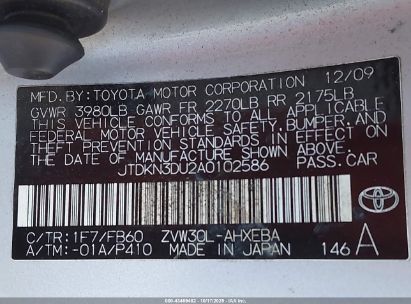 MFD.BY:TOYOTA MOTOR CORPORATION 12/09
GVWR 3980LB GAWR FR 2270LB RR 2175LB
THIS VEHICLE CONFORMS TO ALL APPLICABLE
FEDERAL MOTOR VEHICLE SAFETY, BUMPER, AND
THEFT PREVENTION STANDARDS IN EFFECT ON
THE DATE OF MANUFACTURE SHOWN ABOVE.
JTDKN3DU2A0102586 PASS.CAR
TOYOTA
C/TR:1F7/FB60 ZVW30L-AHXEBA
A/TM:-01A/P410 MADE IN JAPAN 146 A